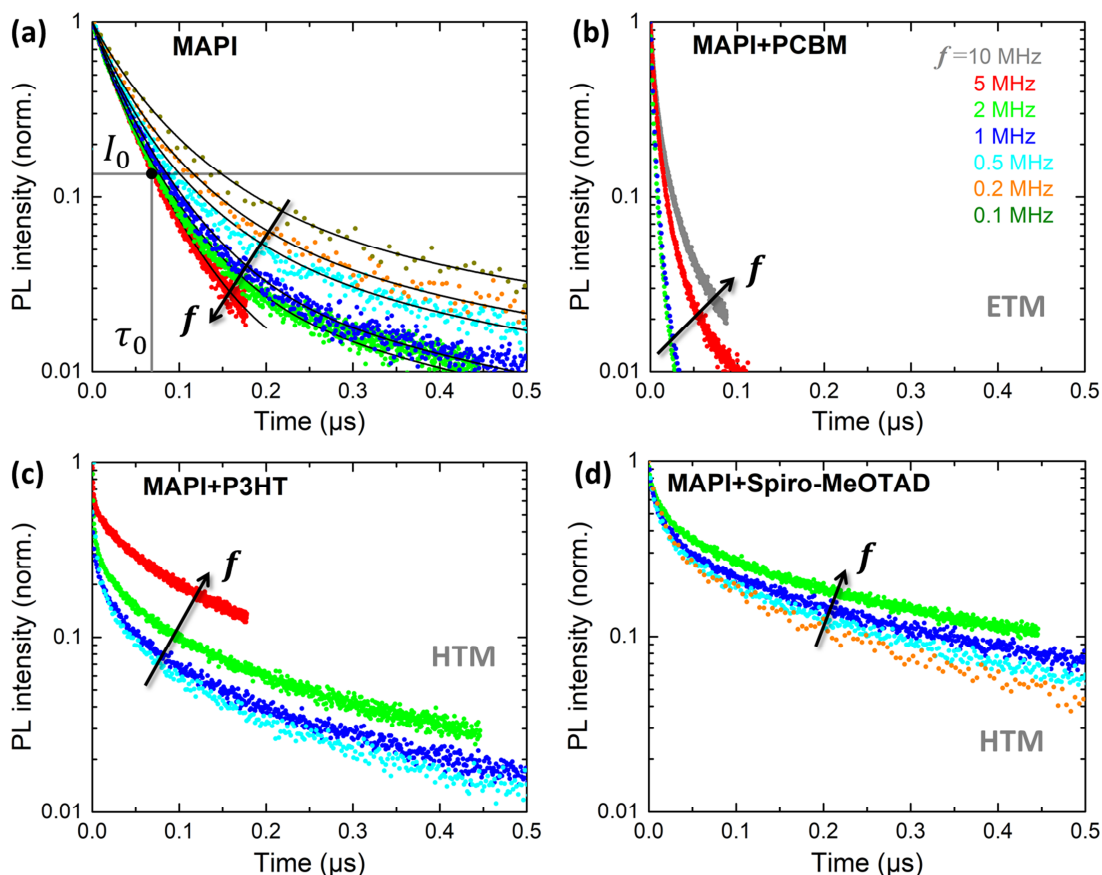 (a)
MAPI
PL intensity (norm.)
1
0.1
0.01
I₀
τ₀
f
0.0
0.1
0.2
0.3
0.4
0.5
Time (µs)
(b)
MAPI+PCBM
f=10 MHz
5 MHz
2 MHz
1 MHz
0.5 MHz
0.2 MHz
0.1 MHz
PL intensity (norm.)
1
0.1
0.01
f
ETM
0.0
0.1
0.2
0.3
0.4
0.5
Time (µs)
(c)
MAPI+P3HT
PL intensity (norm.)
1
0.1
0.01
f
HTM
0.0
0.1
0.2
0.3
0.4
0.5
Time (µs)
(d)
MAPI+Spiro-MeOTAD
PL intensity (norm.)
1
0.1
0.01
f
HTM
0.0
0.1
0.2
0.3
0.4
0.5
Time (µs)